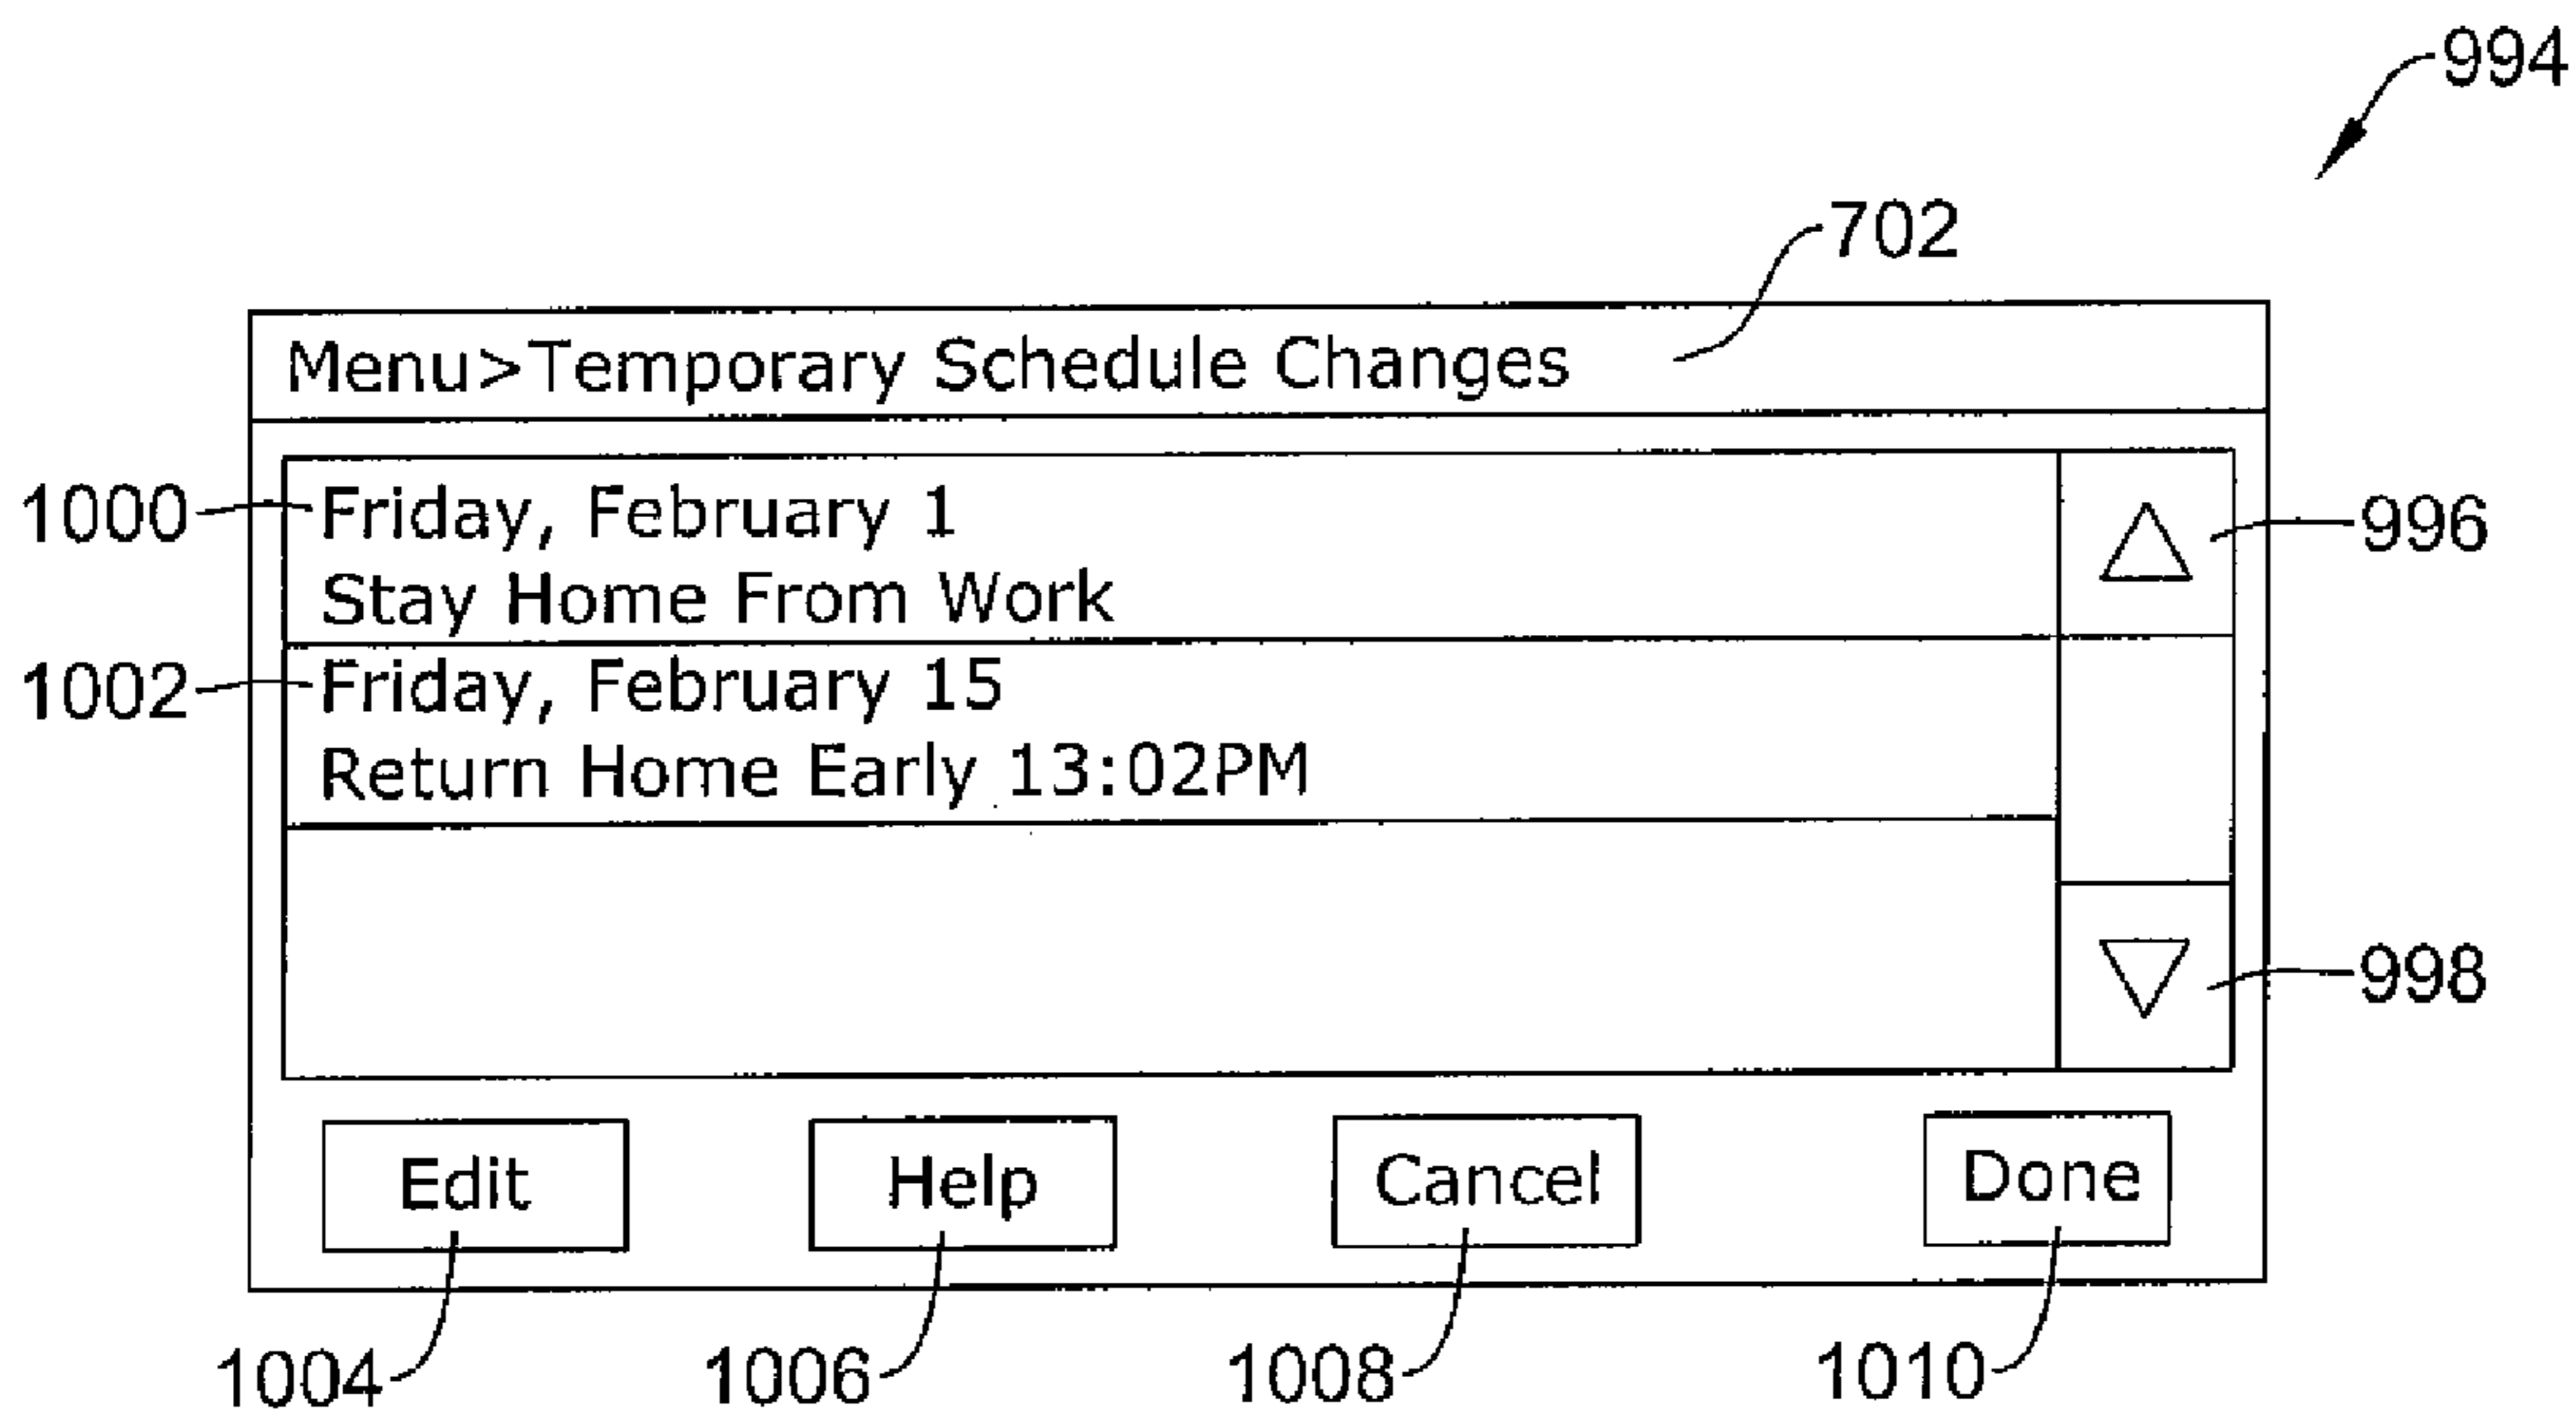 994
702
Menu>Temporary Schedule Changes
1000
Friday, February 1
996
Stay Home From Work
1002
Friday, February 15
Return Home Early 13:02PM
998
Edit
Help
Cancel
Done
1004
1006
1008
1010